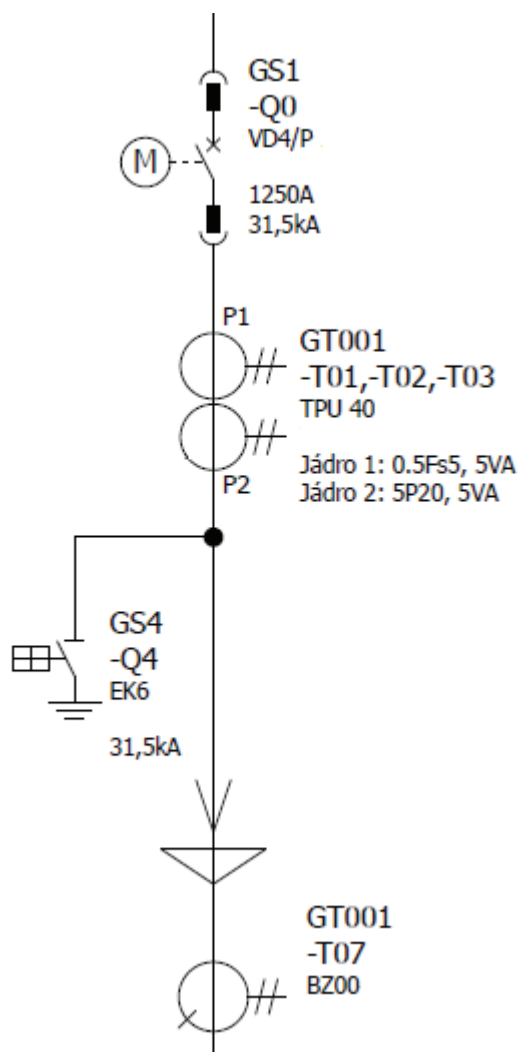 GS1
-Q0
VD4/P
M
1250A
31,5kA
P1
GT001
-T01,-T02,-T03
TPU 40
Jádro 1: 0.5Fs5, 5VA
P2
Jádro 2: 5P20, 5VA
GS4
-Q4
EK6
31,5kA
GT001
-T07
BZ00